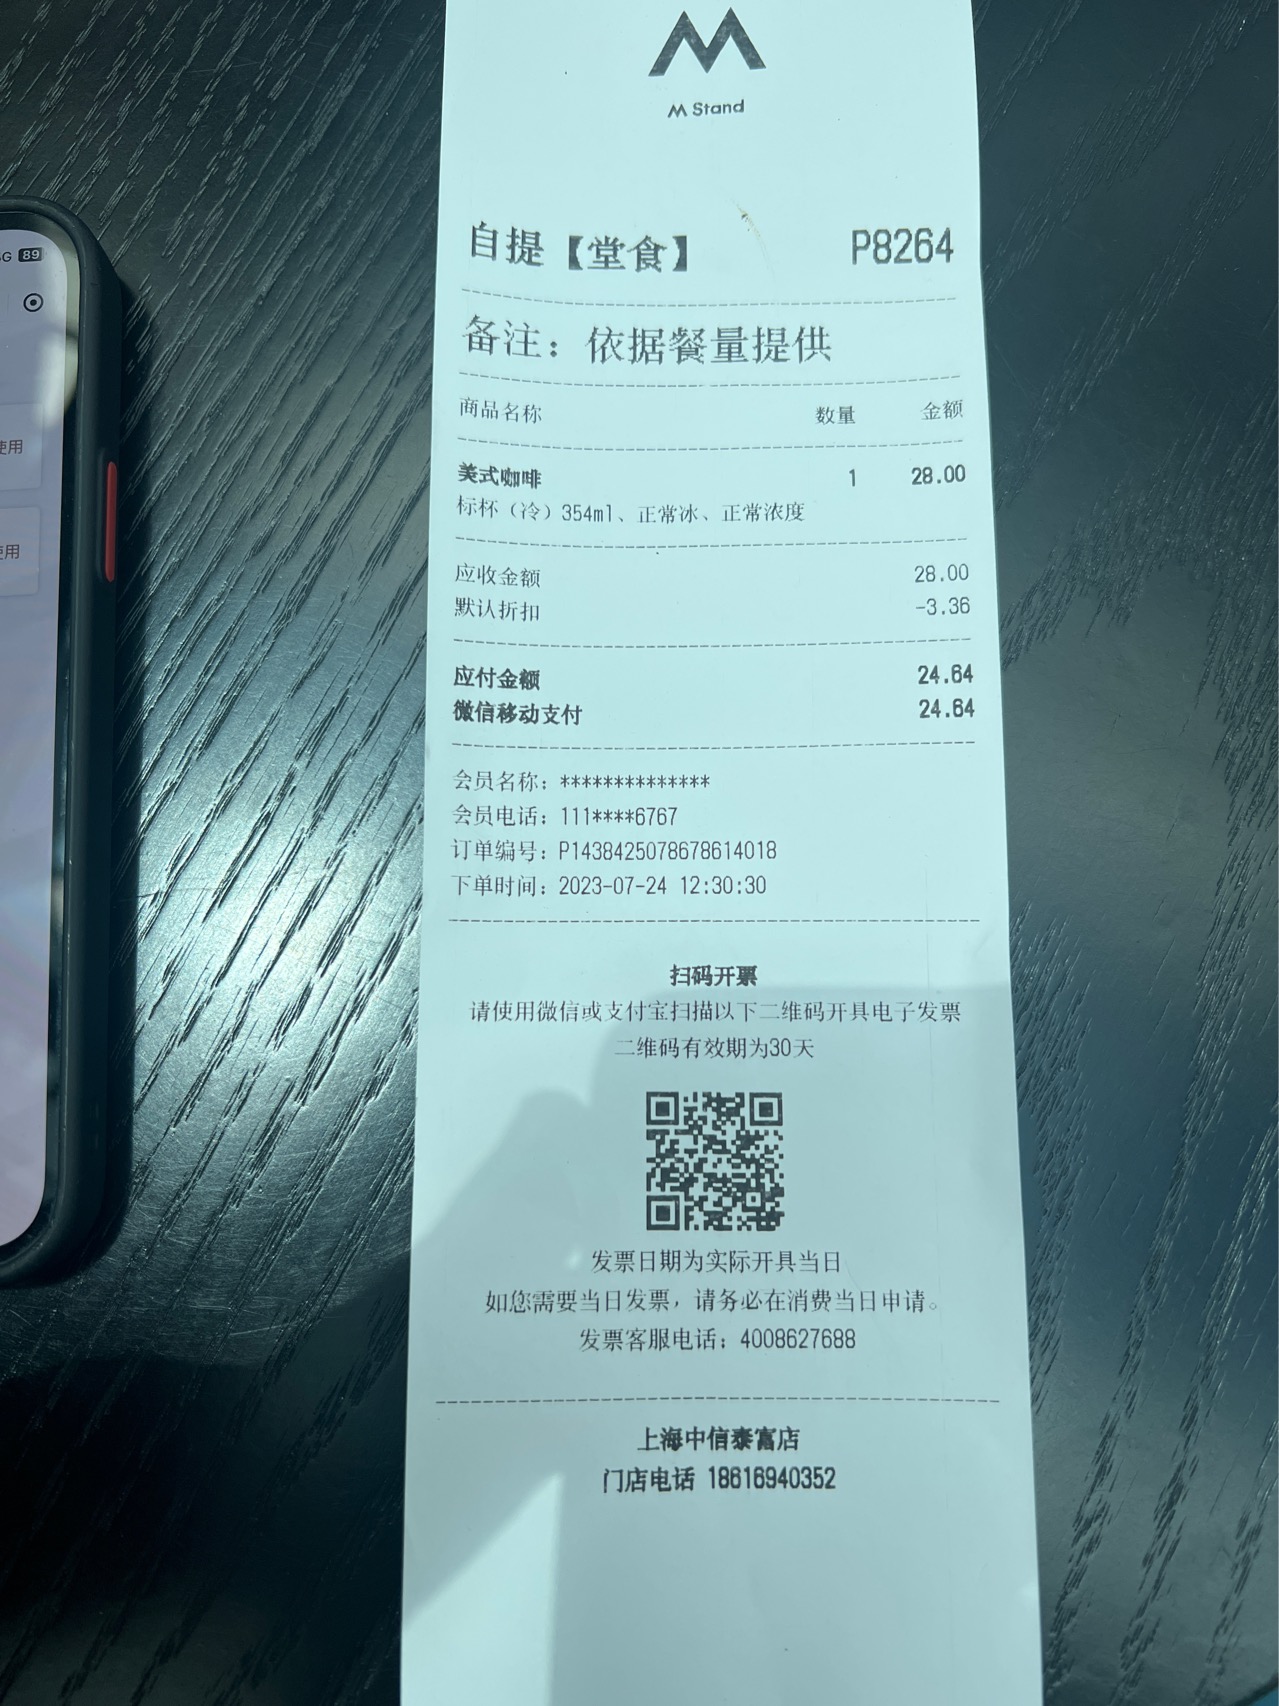 M Stand
自提【堂食】 P8264
备注：依据餐量提供
商品名称 数量 金额
美式咖啡 1 28.00
标杯（冷）354ml、正常冰、正常浓度
应收金额 28.00
默认折扣 -3.36
应付金额 24.64
微信移动支付 24.64
会员名称：**************
会员电话：111****6767
订单编号：P1438425078678614018
下单时间：2023-07-24 12:30:30
扫码开票
请使用微信或支付宝扫描以下二维码开具电子发票
二维码有效期为30天
发票日期为实际开具当日
如您需要当日发票，请务必在消费当日申请。
发票客服电话：4008627688
上海中信泰富店
门店电话 18616940352
5G 89
使用
使用